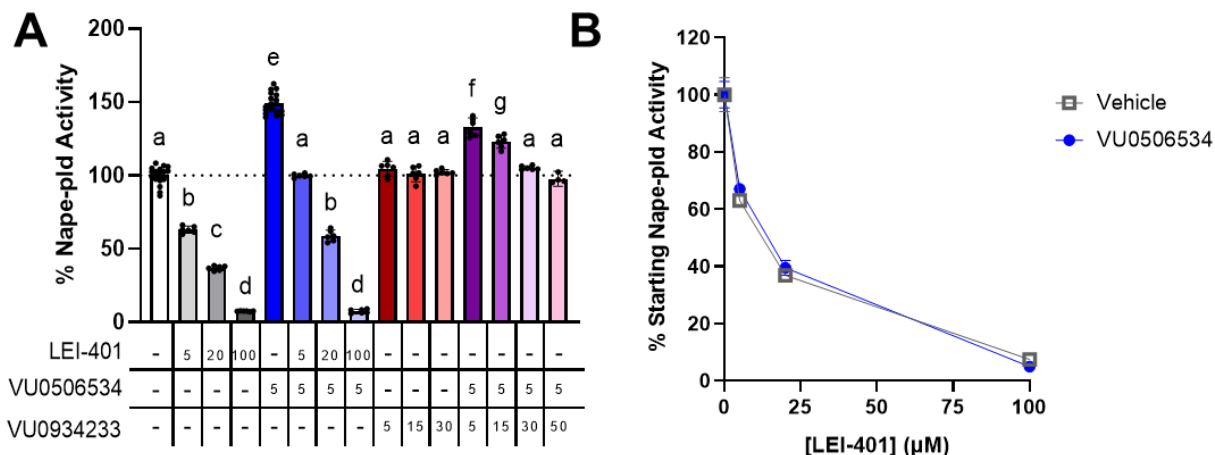 A
B
% Nape-pld Activity
200
150
100
50
0
a b c d e a b d a a a f g a a
LEI-401 - 5 20 100 - 5 20 100 - - - - - - -
VU0506534 - - - - 5 5 5 5 - - - 5 5 5 5
VU0934233 - - - - - - - - 5 15 30 5 15 30 50
% Starting Nape-pld Activity
120
100
80
60
40
20
0
0 25 50 75 100
[LEI-401] (µM)
Vehicle
VU0506534